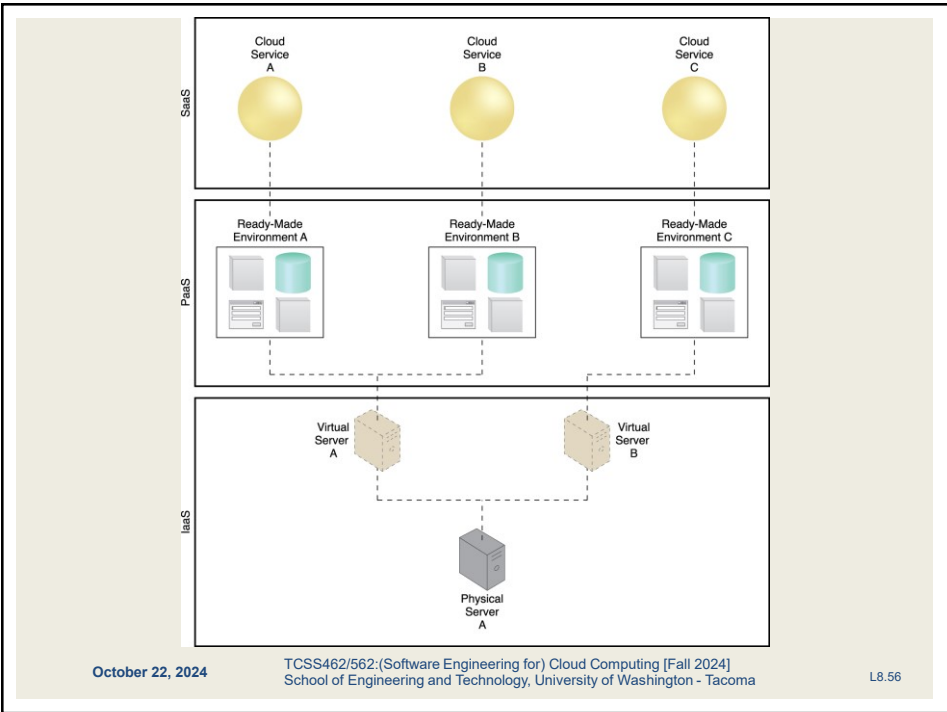 SaaS
Cloud
Service
A
Cloud
Service
B
Cloud
Service
C
PaaS
Ready-Made
Environment A
Ready-Made
Environment B
Ready-Made
Environment C
IaaS
Virtual
Server
A
Virtual
Server
B
Physical
Server
A
October 22, 2024
TCSS462/562:(Software Engineering for) Cloud Computing [Fall 2024]
School of Engineering and Technology, University of Washington - Tacoma
L8.56